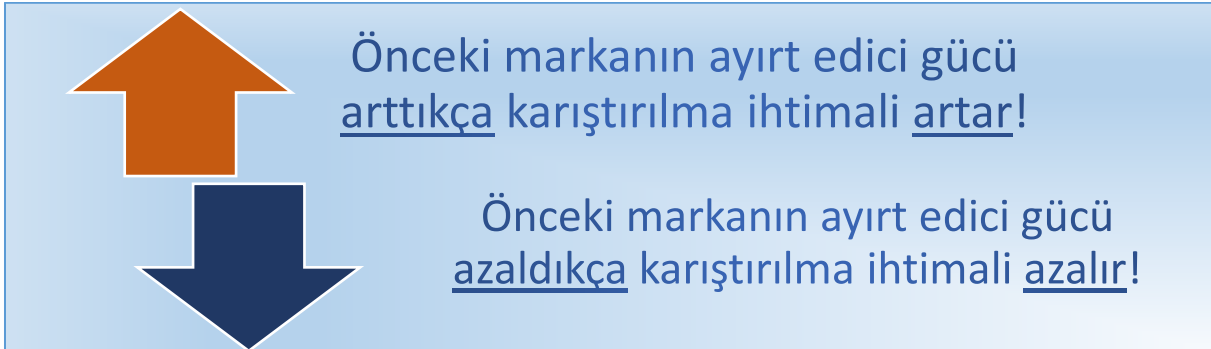 Önceki markanın ayırt edici gücü
arttıkça karıştırılma ihtimali artar!
Önceki markanın ayırt edici gücü
azaldıkça karıştırılma ihtimali azalır!